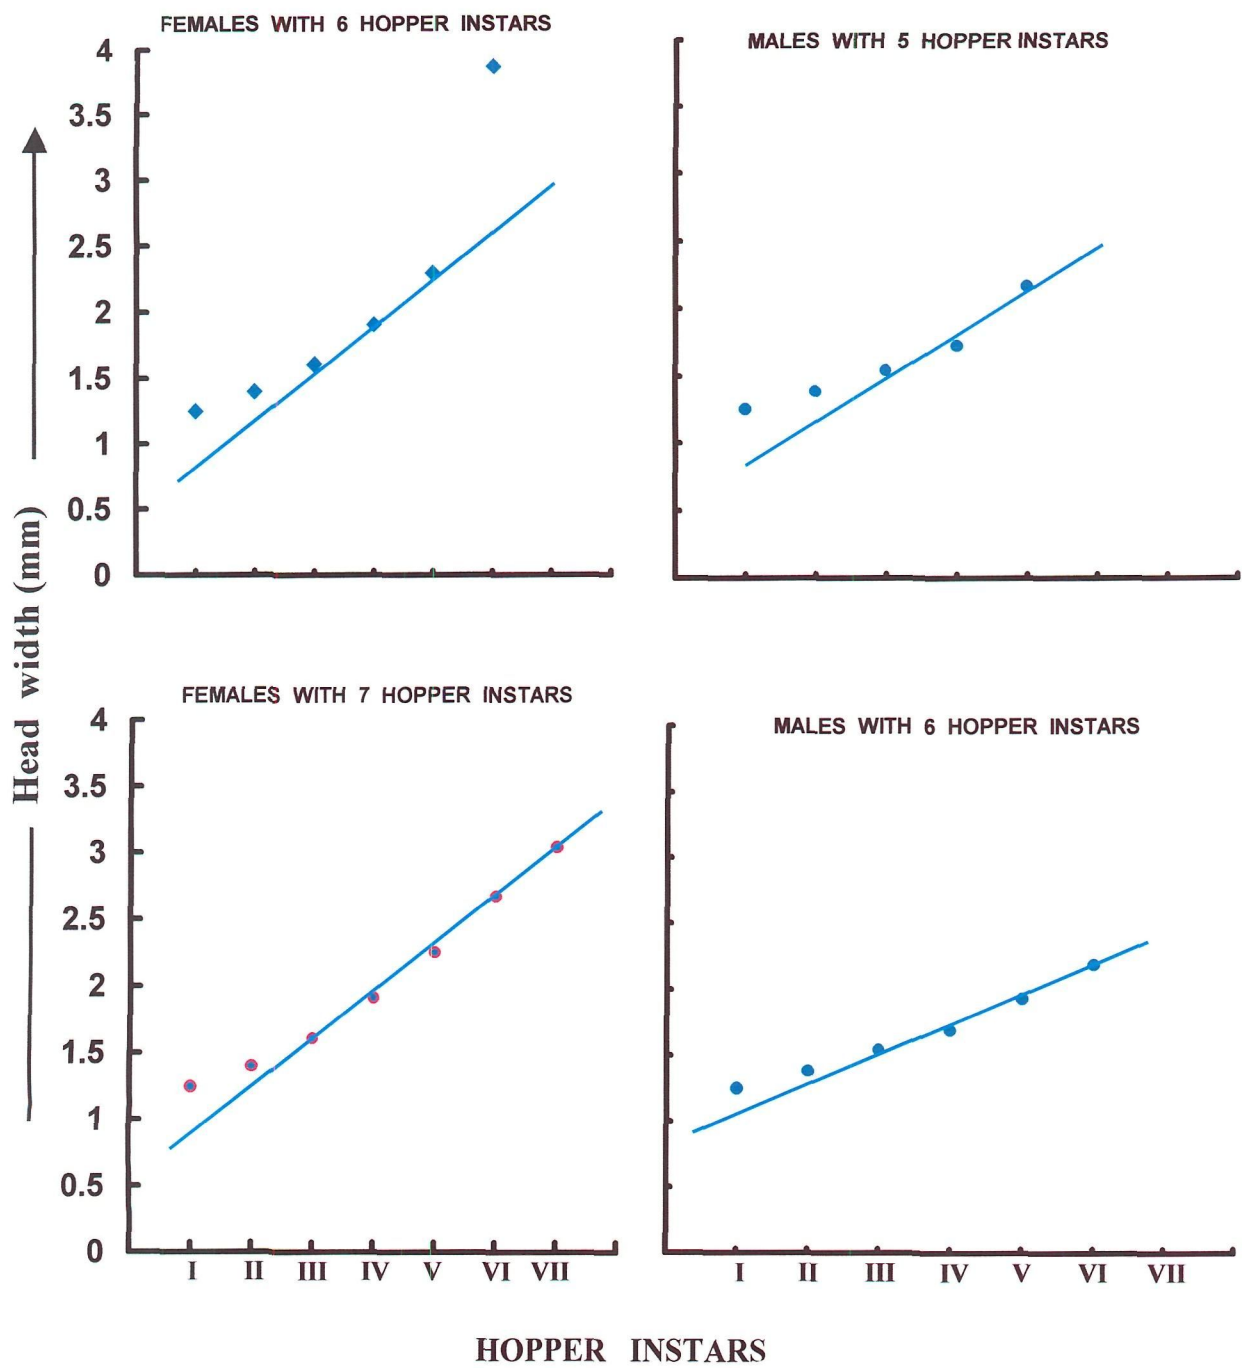 FEMALES WITH 6 HOPPER INSTARS
4
3.5
3
2.5
2
1.5
1
0.5
0
MALES WITH 5 HOPPER INSTARS
Head width (mm)
FEMALES WITH 7 HOPPER INSTARS
4
3.5
3
2.5
2
1.5
1
0.5
0
I II III IV V VI VII
MALES WITH 6 HOPPER INSTARS
I II III IV V VI VII
HOPPER INSTARS